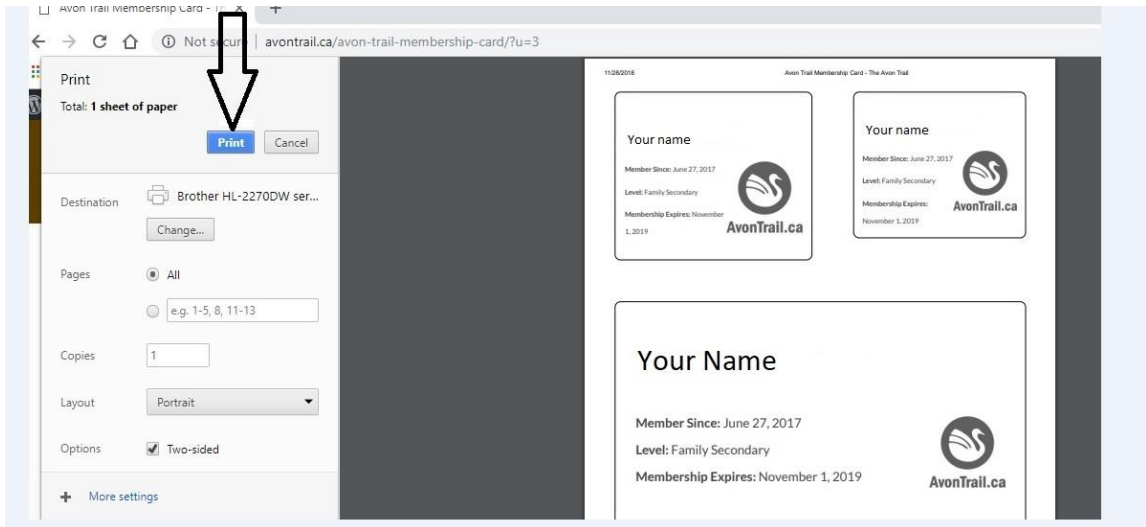 Avon Trail Membership Card - Th
Not secure | avontrail.ca/avon-trail-membership-card/?u=3
Print
Total: 1 sheet of paper
Print Cancel
Destination Brother HL-2270DW ser...
Change...
Pages All
e.g. 1-5, 8, 11-13
Copies 1
Layout Portrait
Options Two-sided
More settings
11/28/2018 Avon Trail Membership Card - The Avon Trail
Your name
Member Since: June 27, 2017
Level: Family Secondary
Membership Expires: November
1, 2019
AvonTrail.ca
Your name
Member Since: June 27, 2017
Level: Family Secondary
Membership Expires:
November 1, 2019
AvonTrail.ca
Your Name
Member Since: June 27, 2017
Level: Family Secondary
Membership Expires: November 1, 2019
AvonTrail.ca